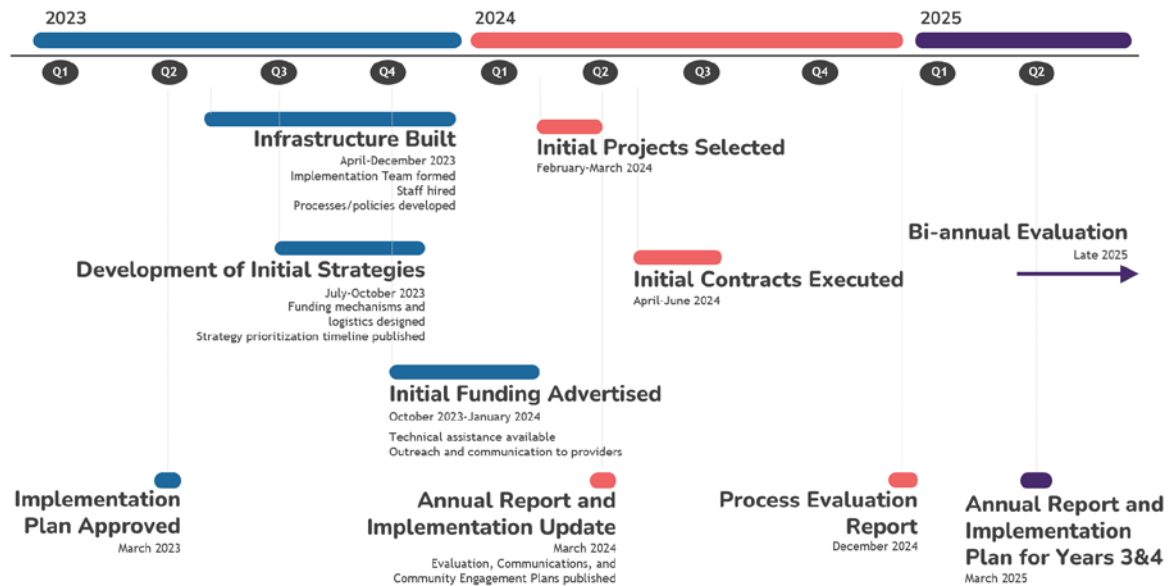 2023
2024
2025
Q1
Q2
Q3
Q4
Q1
Q2
Q3
Q4
Q1
Q2
Infrastructure Built
April-December 2023
Implementation Team formed
Staff hired
Processes/policies developed
Initial Projects Selected
February-March 2024
Development of Initial Strategies
July-October 2023
Funding mechanisms and
logistics designed
Strategy prioritization timeline published
Initial Contracts Executed
April-June 2024
Bi-annual Evaluation
Late 2025
Initial Funding Advertised
October 2023-January 2024
Technical assistance available
Outreach and communication to providers
Implementation
Plan Approved
March 2023
Annual Report and
Implementation Update
March 2024
Evaluation, Communications, and
Community Engagement Plans published
Process Evaluation
Report
December 2024
Annual Report and
Implementation
Plan for Years 3&4
March 2025